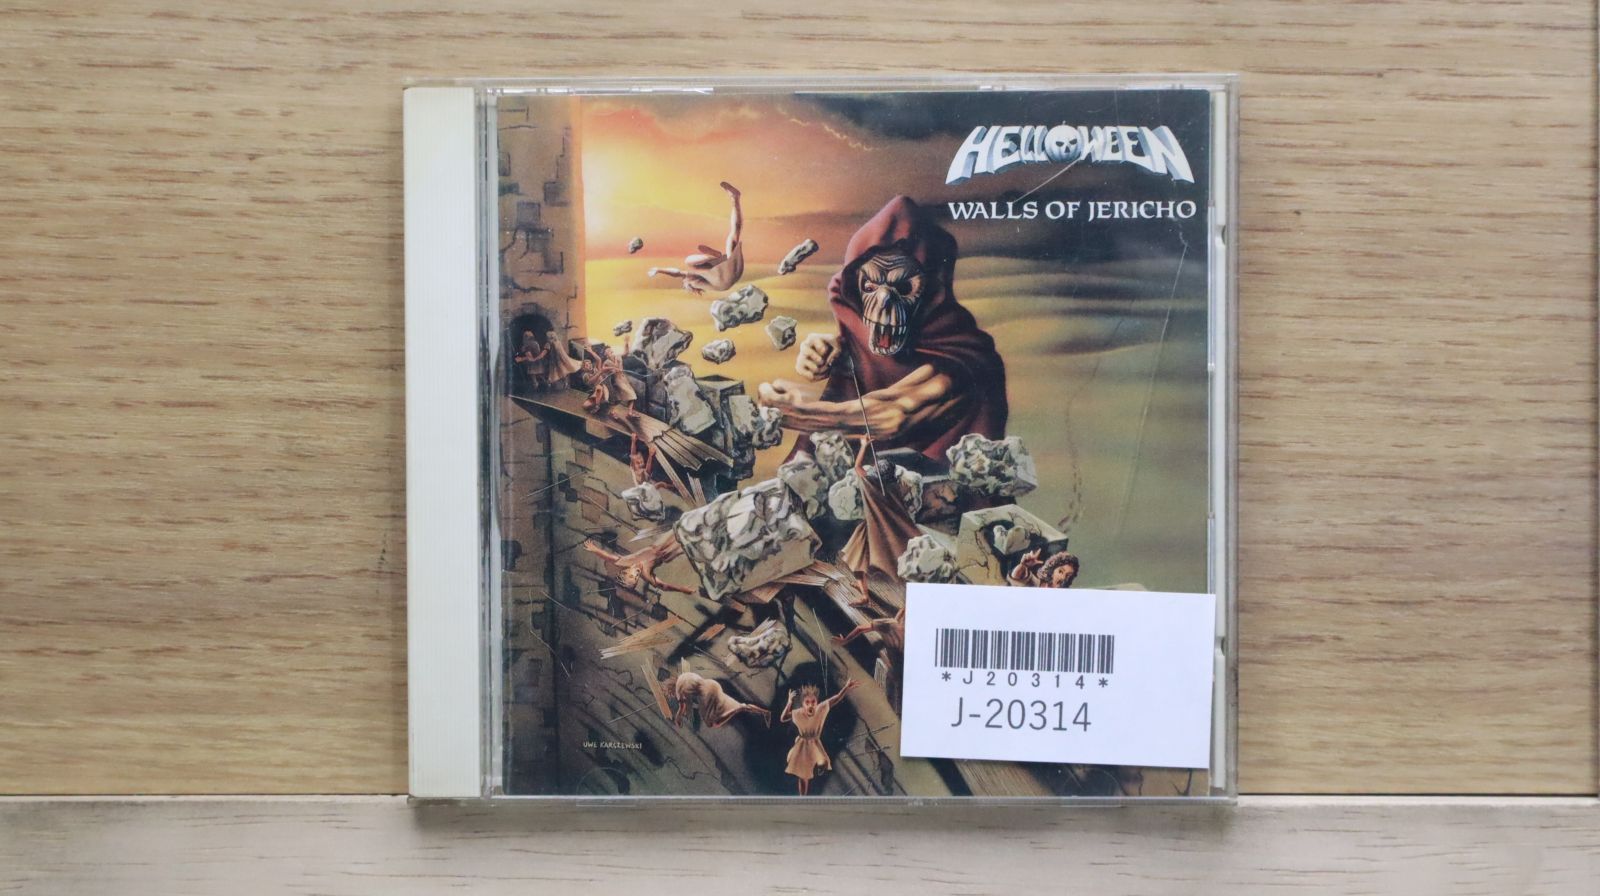 HELLOWEEN
WALLS OF JERICHO
*J20314*
J-20314
UWE KARCZEWSKI